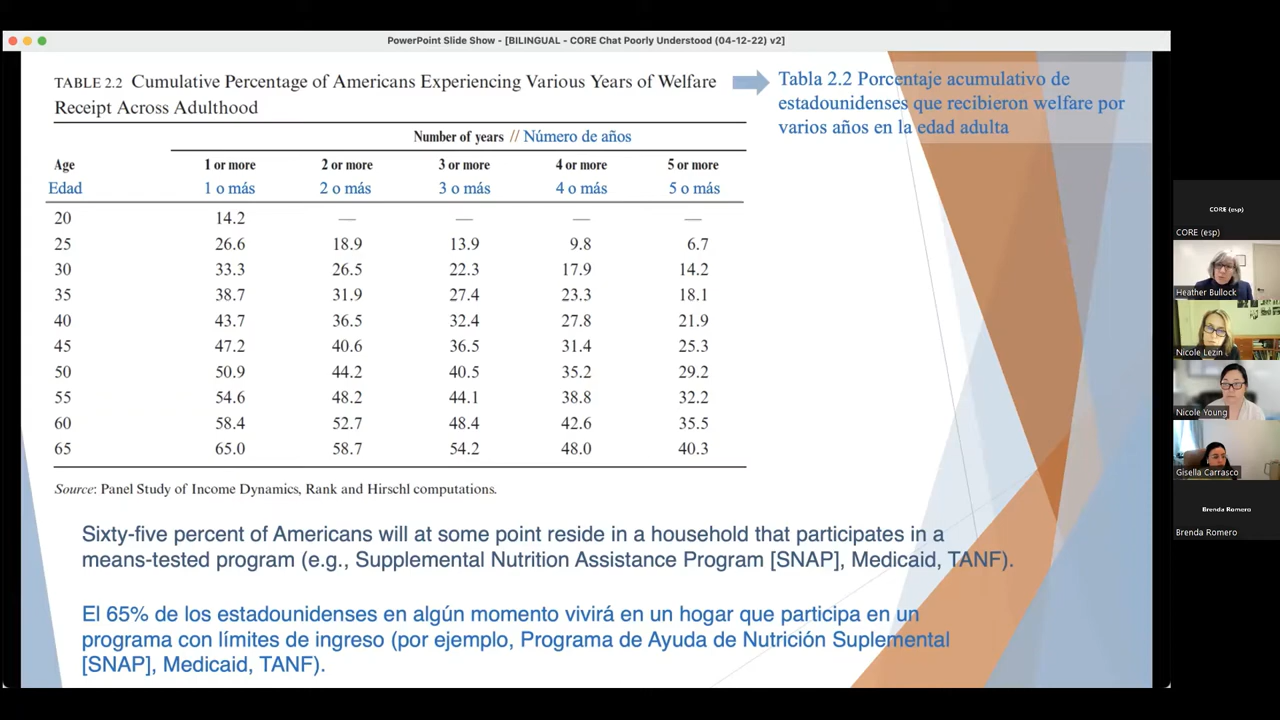 PowerPoint Slide Show - [BILINGUAL - CORE Chat Poorly Understood (04-12-22) v2]
TABLE 2.2 Cumulative Percentage of Americans Experiencing Various Years of Welfare
Receipt Across Adulthood
Tabla 2.2 Porcentaje acumulativo de
estadounidenses que recibieron welfare por
varios años en la edad adulta
Number of years // Número de años
Age 1 or more 2 or more 3 or more 4 or more 5 or more
Edad 1 o más 2 o más 3 o más 4 o más 5 o más
20 14.2 — — — —
25 26.6 18.9 13.9 9.8 6.7
30 33.3 26.5 22.3 17.9 14.2
35 38.7 31.9 27.4 23.3 18.1
40 43.7 36.5 32.4 27.8 21.9
45 47.2 40.6 36.5 31.4 25.3
50 50.9 44.2 40.5 35.2 29.2
55 54.6 48.2 44.1 38.8 32.2
60 58.4 52.7 48.4 42.6 35.5
65 65.0 58.7 54.2 48.0 40.3
Source: Panel Study of Income Dynamics, Rank and Hirschl computations.
Sixty-five percent of Americans will at some point reside in a household that participates in a
means-tested program (e.g., Supplemental Nutrition Assistance Program [SNAP], Medicaid, TANF).
El 65% de los estadounidenses en algún momento vivirá en un hogar que participa en un
programa con límites de ingreso (por ejemplo, Programa de Ayuda de Nutrición Suplemental
[SNAP], Medicaid, TANF).
CORE (esp)
CORE (esp)
Heather Bullock
Nicole Lezin
Nicole Young
Gisella Carrasco
Brenda Romero
Brenda Romero